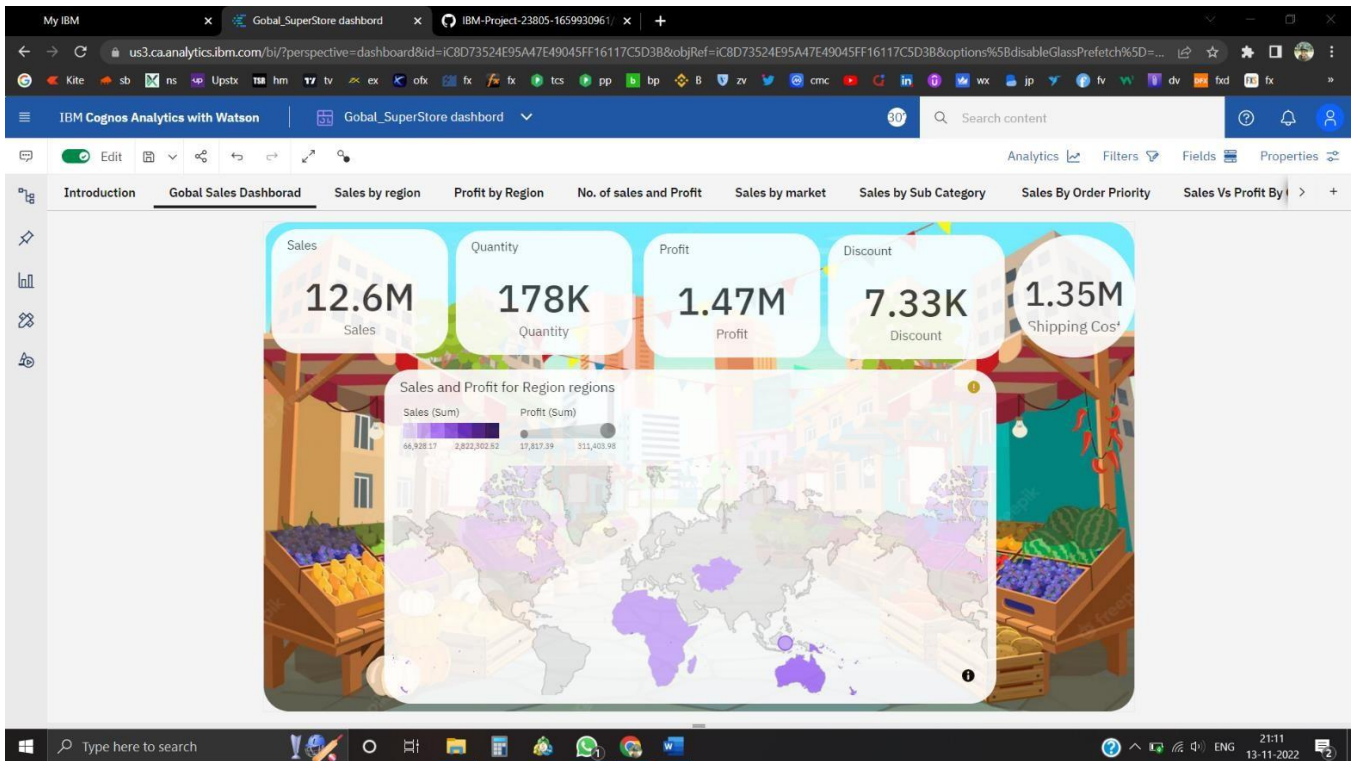 My IBM
Gobal_SuperStore dashbord
IBM-Project-23805-1659930961/
us3.ca.analytics.ibm.com/bi/?perspective=dashboard&id=iC8D73524E95A47E49045FF16117C5D3B&objRef=iC8D73524E95A47E49045FF16117C5D3B&options%5BdisableGlassPrefetch%5D=...
Kite sb ns Upstx hm tv ex ofx fx fx tcs pp bp B zv cmc wx jp fv dv fxd fx »
IBM Cognos Analytics with Watson
Gobal_SuperStore dashbord
30
Search content
Edit
Analytics Filters Fields Properties
Introduction Gobal Sales Dashborad Sales by region Profit by Region No. of sales and Profit Sales by market Sales by Sub Category Sales By Order Priority Sales Vs Profit By
Sales Quantity Profit Discount
12.6M 178K 1.47M 7.33K 1.35M
Sales Quantity Profit Discount Shipping Cost
Sales and Profit for Region regions
Sales (Sum) Profit (Sum)
66,928.17 2,822,302.52 17,817.39 311,403.98
Type here to search
ENG
21:11
13-11-2022
2